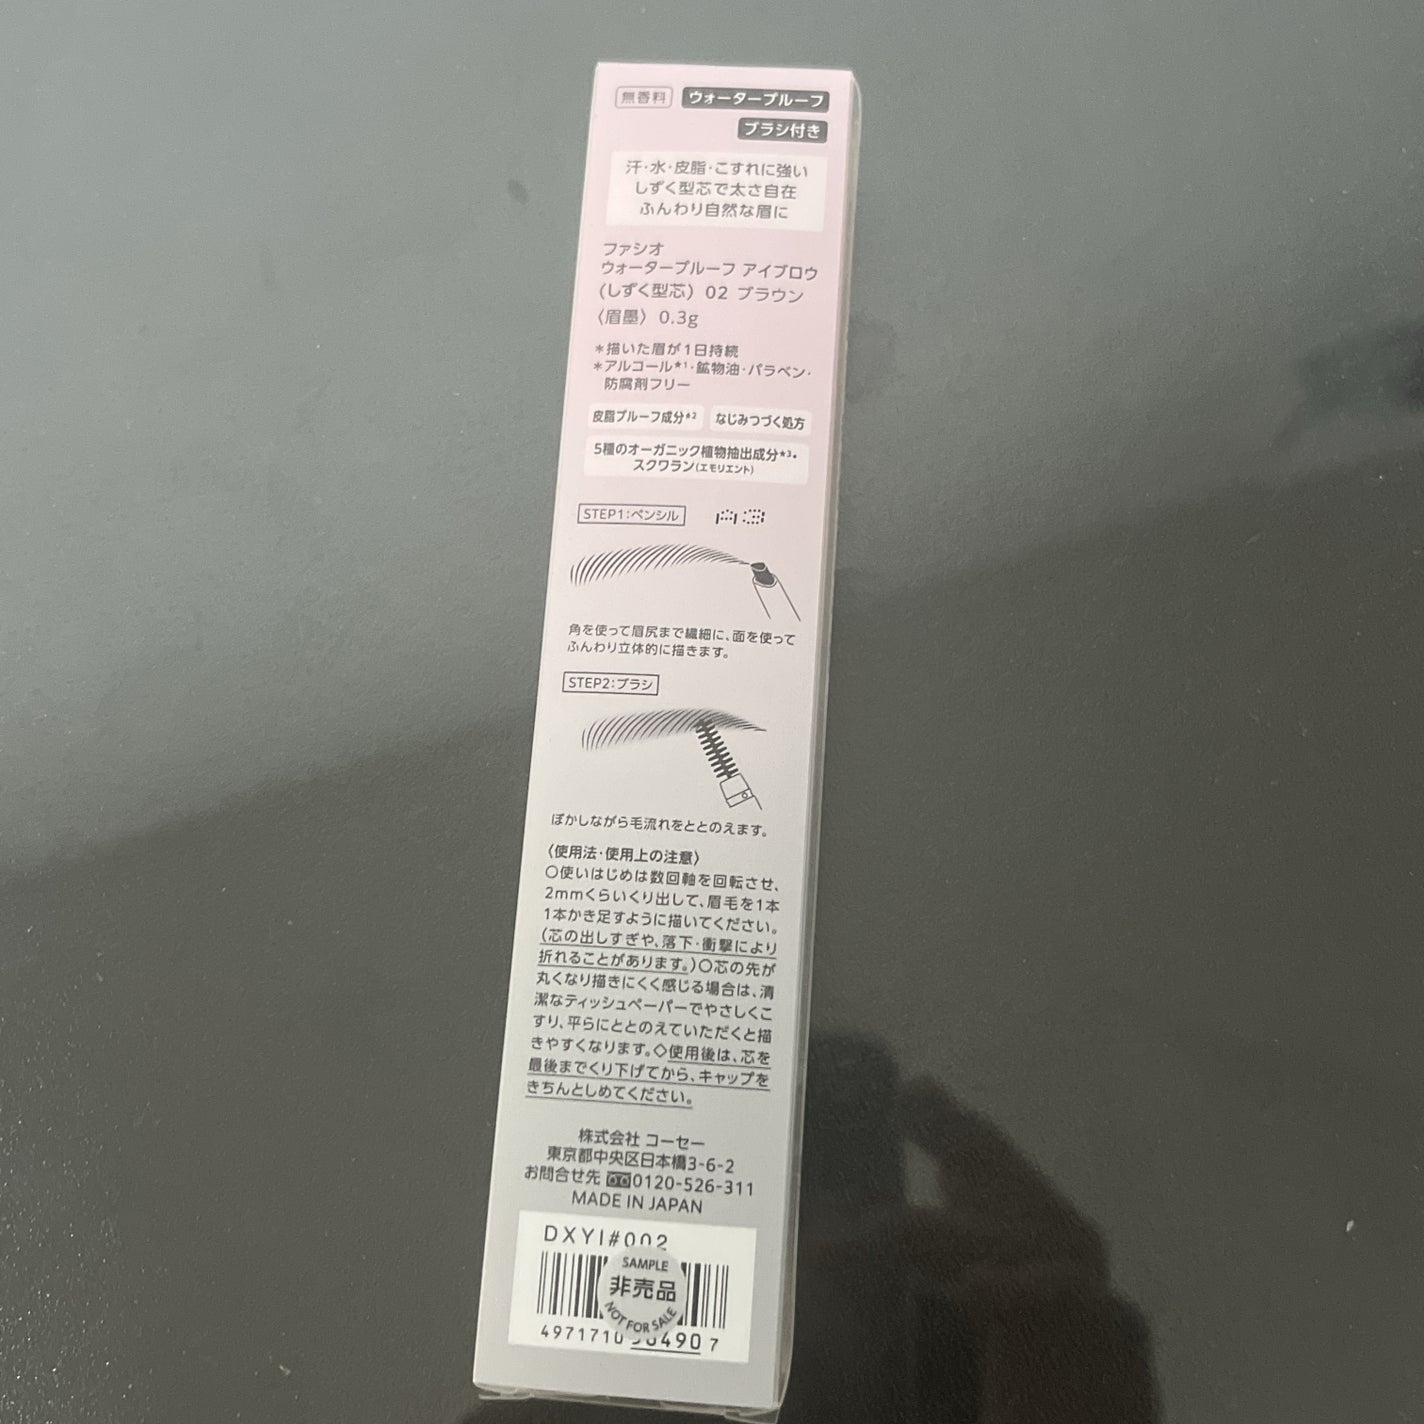 無香料 ウォータープルーフ
ブラシ付き
汗・水・皮脂・こすれに強い
しずく型芯で太さ自在
ふんわり自然な眉に
ファシオ
ウォータープルーフ アイブロウ
(しずく型芯) 02 ブラウン
〈眉墨〉 0.3g
*描いた眉が1日持続
*アルコール★1・鉱物油・パラベン・
防腐剤フリー
皮脂プルーフ成分★2 なじみつづく処方
5種のオーガニック植物抽出成分★3・
スクワラン(エモリエント)
STEP1:ペンシル
角を使って眉尻まで繊細に、面を使って
ふんわり立体的に描きます。
STEP2:ブラシ
ぼかしながら毛流れをととのえます。
〈使用法・使用上の注意〉
○使いはじめは数回軸を回転させ、
2mmくらいくり出して、眉毛を1本
1本かき足すように描いてください。
(芯の出しすぎや、落下・衝撃により
折れることがあります。)○芯の先が
丸くなり描きにくく感じる場合は、清
潔なティッシュペーパーでやさしくこ
すり、平らにととのえていただくと描
きやすくなります。◇使用後は、芯を
最後までくり下げてから、キャップを
きちんとしめてください。
株式会社 コーセー
東京都中央区日本橋3-6-2
お問合せ先 0120-526-311
MADE IN JAPAN
DXYI#002
SAMPLE
非売品
NOT FOR SALE
4971710 490 7